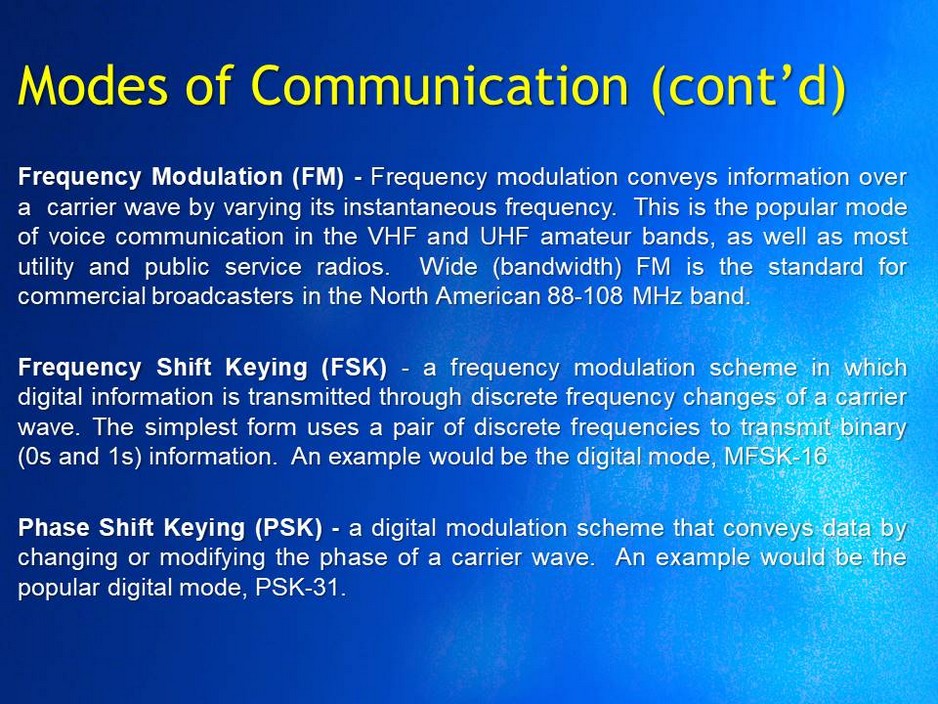 Modes of Communication (cont’d)
Frequency Modulation (FM) - Frequency modulation conveys information over
a  carrier wave by varying its instantaneous frequency.  This is the popular mode
of voice communication in the VHF and UHF amateur bands, as well as most
utility and public service radios.  Wide (bandwidth) FM is the standard for
commercial broadcasters in the North American 88-108 MHz band.
Frequency Shift Keying (FSK) - a frequency modulation scheme in which
digital information is transmitted through discrete frequency changes of a carrier
wave. The simplest form uses a pair of discrete frequencies to transmit binary
(0s and 1s) information.  An example would be the digital mode, MFSK-16
Phase Shift Keying (PSK) - a digital modulation scheme that conveys data by
changing or modifying the phase of a carrier wave.  An example would be the
popular digital mode, PSK-31.